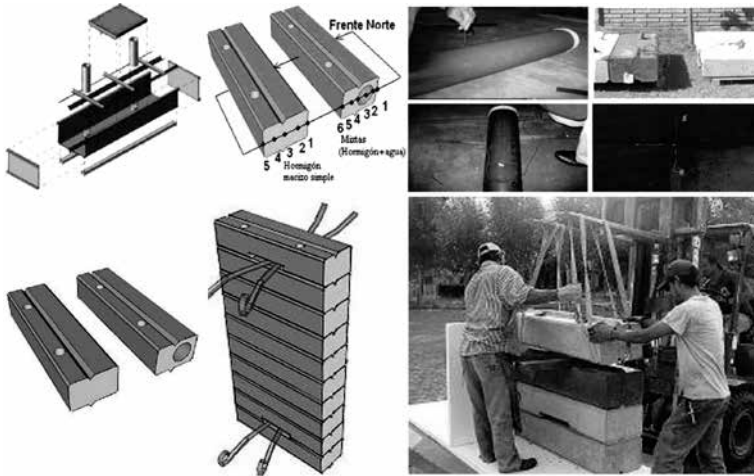 Frente Norte
6 5 4 3 2 1
Mixtas
(Hormigón+agua)
5 4 3 2 1
Hormigón
macizo simple